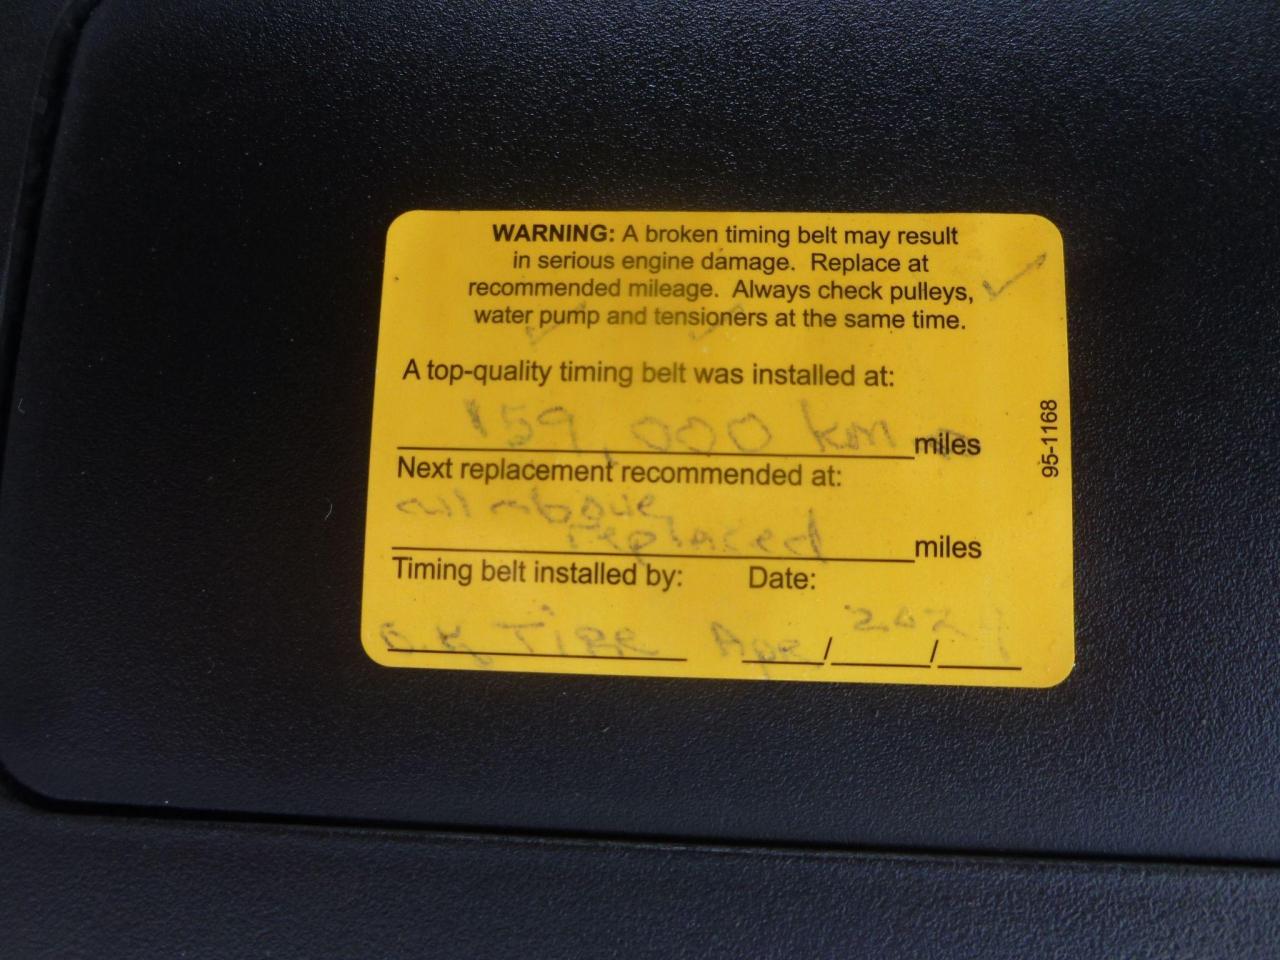 WARNING: A broken timing belt may result
in serious engine damage. Replace at
recommended mileage. Always check pulleys,
water pump and tensioners at the same time.
A top-quality timing belt was installed at:
159,000 km miles
Next replacement recommended at:
all above
replaced miles
Timing belt installed by: Date:
O.K TIRE Apr / 202 /
95-1168